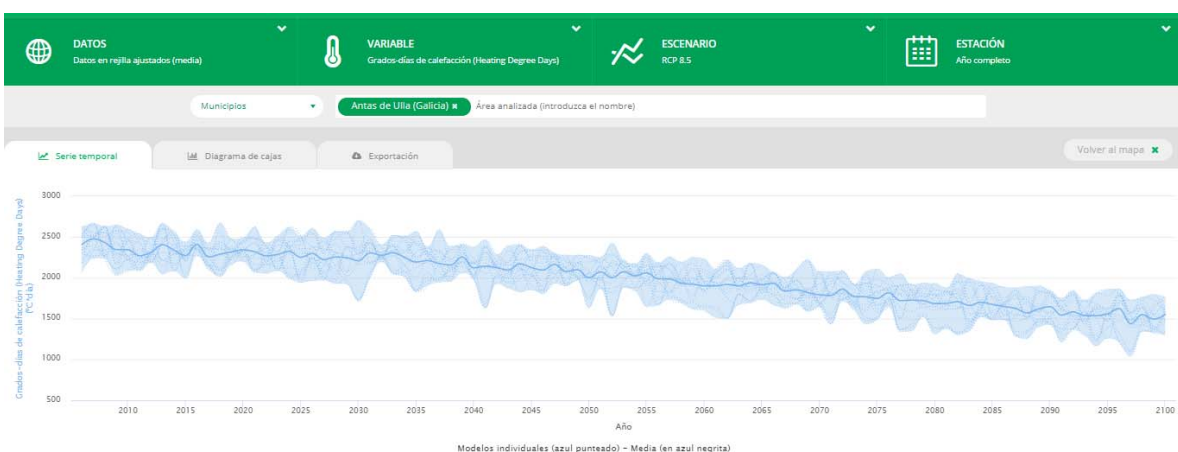 DATOS
Datos en rejilla ajustados (media)
VARIABLE
Grados-días de calefacción (Heating Degree Days)
ESCENARIO
RCP 8.5
ESTACIÓN
Año completo
Municipios
Antas de Ulla (Galicia) ×
Área analizada (introduzca el nombre)
Serie temporal
Diagrama de cajas
Exportación
Volver al mapa ×
Grados-días de calefacción (Heating Degree Days)
(ºC*día)
3000
2500
2000
1500
1000
500
2010 2015 2020 2025 2030 2035 2040 2045 2050 2055 2060 2065 2070 2075 2080 2085 2090 2095 2100
Año
Modelos individuales (azul punteado) - Media (en azul negrita)